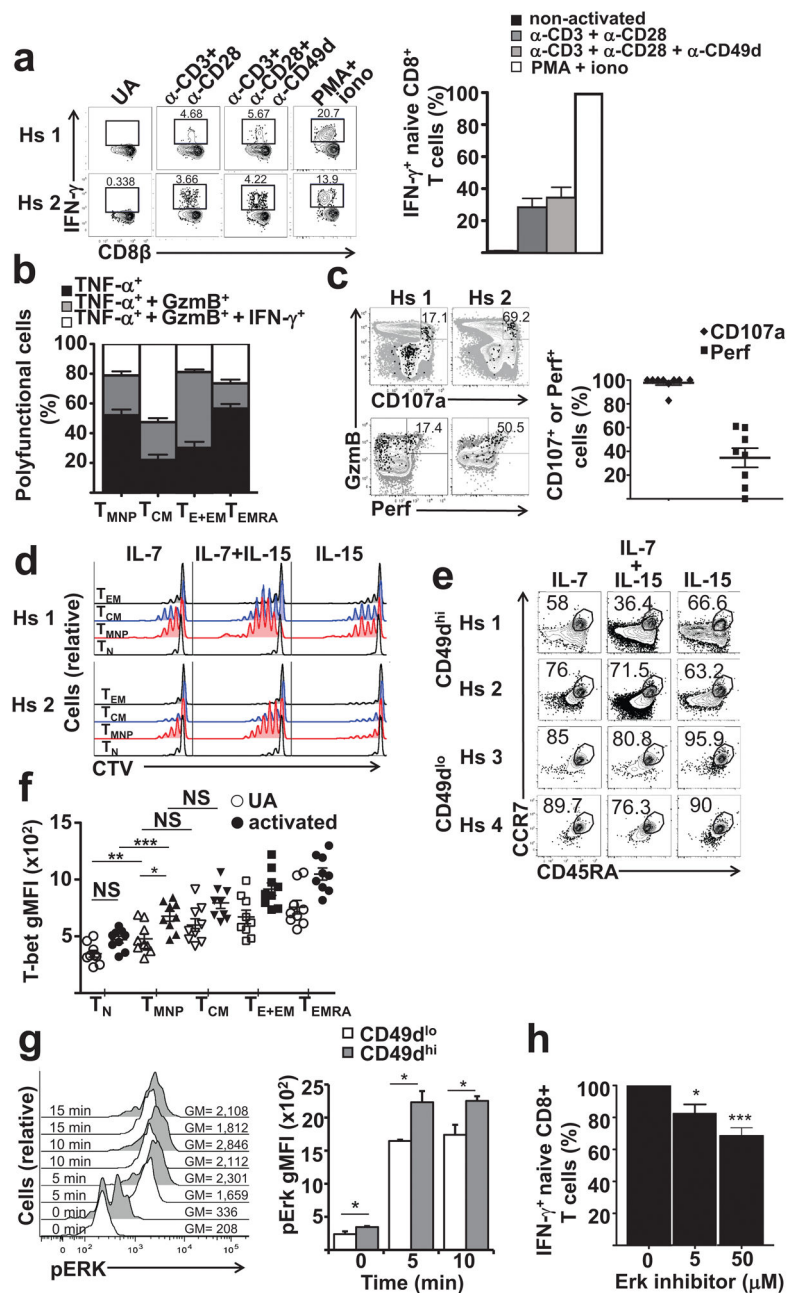 a
UA
α-CD3+
α-CD28
α-CD3+
α-CD28+
α-CD49d
PMA+
iono
Hs 1
4.68
5.67
20.7
Hs 2
0.338
3.66
4.22
13.9
IFN-γ
CD8β
non-activated
α-CD3 + α-CD28
α-CD3 + α-CD28 + α-CD49d
PMA + iono
IFN-γ+ naive CD8+
T cells (%)
100
80
60
40
20
b
TNF-α+
TNF-α+ + GzmB+
TNF-α+ + GzmB+ + IFN-γ+
Polyfunctional cells
(%)
100
80
60
40
20
TMNP TCM TE+EM TEMRA
c
Hs 1 Hs 2
17.1
69.2
CD107a
17.4
50.5
GzmB
Perf
CD107a
Perf
CD107+ or Perf+
cells (%)
100
80
60
40
20
0
d
IL-7 IL-7+IL-15 IL-15
Hs 1
TEM
TCM
TMNP
TN
Hs 2
TEM
TCM
TMNP
TN
Cells (relative)
CTV
e
IL-7
IL-7
+
IL-15
IL-15
CD49dhi
Hs 1
58
36.4
66.6
Hs 2
76
71.5
63.2
CD49dlo
Hs 3
85
80.8
95.9
Hs 4
89.7
76.3
90
CCR7
CD45RA
f
UA
activated
NS
NS
***
**
*
NS
T-bet gMFI (x10²)
15
10
5
TN TMNP TCM TE+EM TEMRA
g
Cells (relative)
15 min GM= 2,108
15 min GM= 1,812
10 min GM= 2,846
10 min GM= 2,112
5 min GM= 2,301
5 min GM= 1,659
0 min GM= 336
0 min GM= 208
0 10² 10³ 10⁴ 10⁵
pERK
CD49dlo
CD49dhi
pErk gMFI (x10²)
25
20
15
10
5
*
*
*
0 5 10
Time (min)
h
IFN-γ+ naive CD8+
T cells (%)
100
80
60
40
20
*
***
0 5 50
Erk inhibitor (μM)